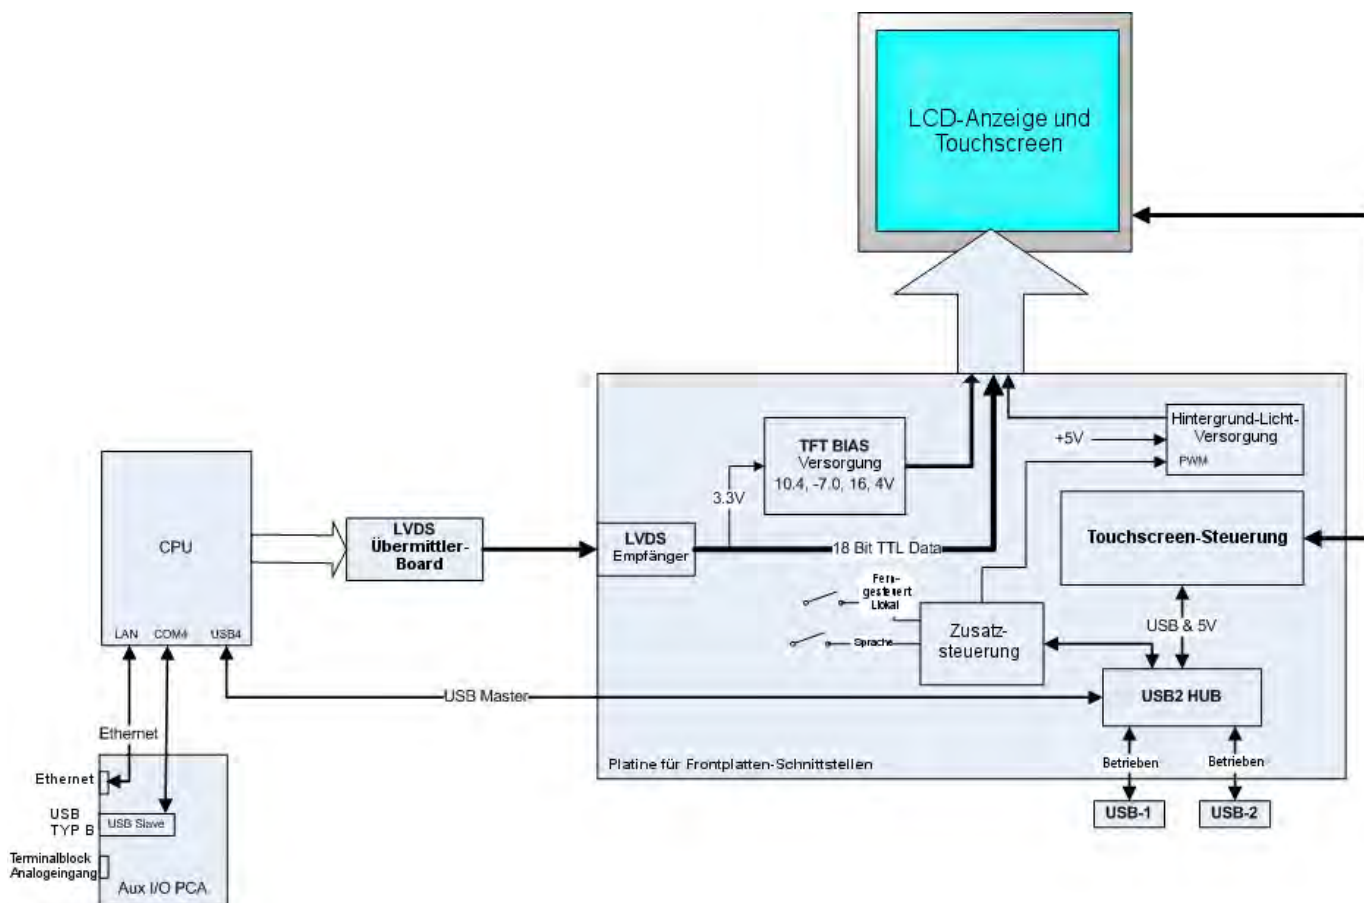 LCD-Anzeige und
Touchscreen
Hintergrund-Licht-
Versorgung
+5V
PWM
TFT BIAS
Versorgung
10.4, -7.0, 16, 4V
3.3V
CPU
LVDS
Übermittler-
Board
LVDS
Empfänger
18 Bit TTL Data
Touchscreen-Steuerung
Fern-
gesteuert
Llokal
Sprache
Zusatz-
steuerung
USB & 5V
LAN
COM4
USB4
USB Master
USB2 HUB
Ethernet
Platine für Frontplatten-Schnittstellen
Betrieben
Betrieben
USB-1
USB-2
Ethernet
USB
TYP B
USB Slave
Terminalblock
Analogeingang
Aux I/O PCA